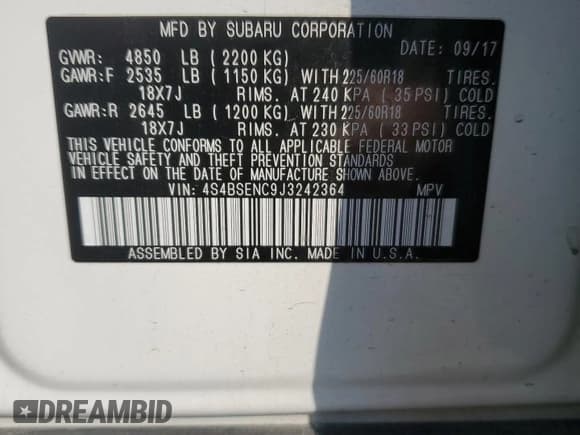 MFD BY SUBARU CORPORATION
DATE: 09/17
GVWR: 4850 LB (2200 KG)
GAWR:F 2535 LB (1150 KG) WITH 225/60R18 TIRES.
18X7J RIMS. AT 240 KPA (35 PSI) COLD
GAWR:R 2645 LB (1200 KG) WITH 225/60R18 TIRES.
18X7J RIMS. AT 230 KPA (33 PSI) COLD
THIS VEHICLE CONFORMS TO ALL APPLICABLE FEDERAL MOTOR
VEHICLE SAFETY AND THEFT PREVENTION STANDARDS
IN EFFECT ON THE DATE OF MANUFACTURE SHOWN ABOVE.
VIN: 4S4BSENC9J3242364 MPV
ASSEMBLED BY SIA INC. MADE IN U.S.A.
DREAMBID